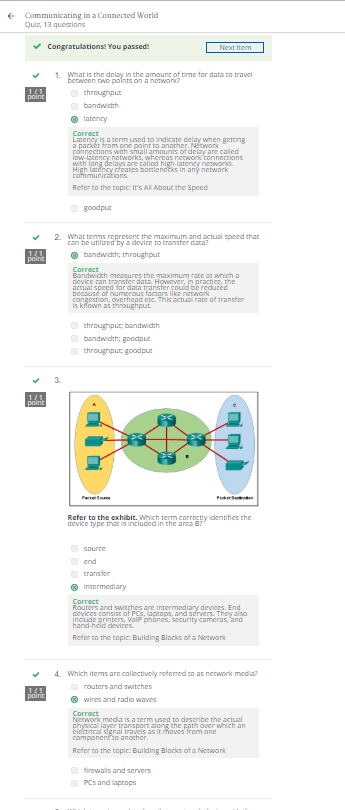 Communicating in a Connected World
Quiz, 13 questions
Congratulations! You passed!
Next Item
1 / 1
point
1. What is the delay in the amount of time for data to travel
between two points on a network?
throughput
bandwidth
latency
Correct
Latency is a term used to indicate delay when getting
a packet from one point to another. Network
connections with small amounts of delay are called
low-latency networks, whereas network connections
with long delays are called high-latency networks.
High latency creates bottlenecks in any network
communications.
Refer to the topic: It's All About the Speed
goodput
1 / 1
point
2. What terms represent the maximum and actual speed that
can be utilized by a device to transfer data?
bandwidth; throughput
Correct
Bandwidth measures the maximum rate at which a
device can transfer data. However, in practice, the
actual speed for data transfer could be reduced
because of numerous factors like network
congestion, overhead etc. This actual rate of transfer
is known as throughput.
throughput; bandwidth
bandwidth; goodput
throughput; goodput
1 / 1
point
3.
A
C
B
Packet Source
Packet Destination
Refer to the exhibit. Which term correctly identifies the
device type that is included in the area B?
source
end
transfer
intermediary
Correct
Routers and switches are intermediary devices. End
devices consist of PCs, laptops, and servers. They also
include printers, VoIP phones, security cameras, and
hand-held devices.
Refer to the topic: Building Blocks of a Network
1 / 1
point
4. Which items are collectively referred to as network media?
routers and switches
wires and radio waves
Correct
Network media is a term used to describe the actual
physical layer transport along the path over which an
electrical signal travels as it moves from one
component to another.
Refer to the topic: Building Blocks of a Network
firewalls and servers
PCs and laptops